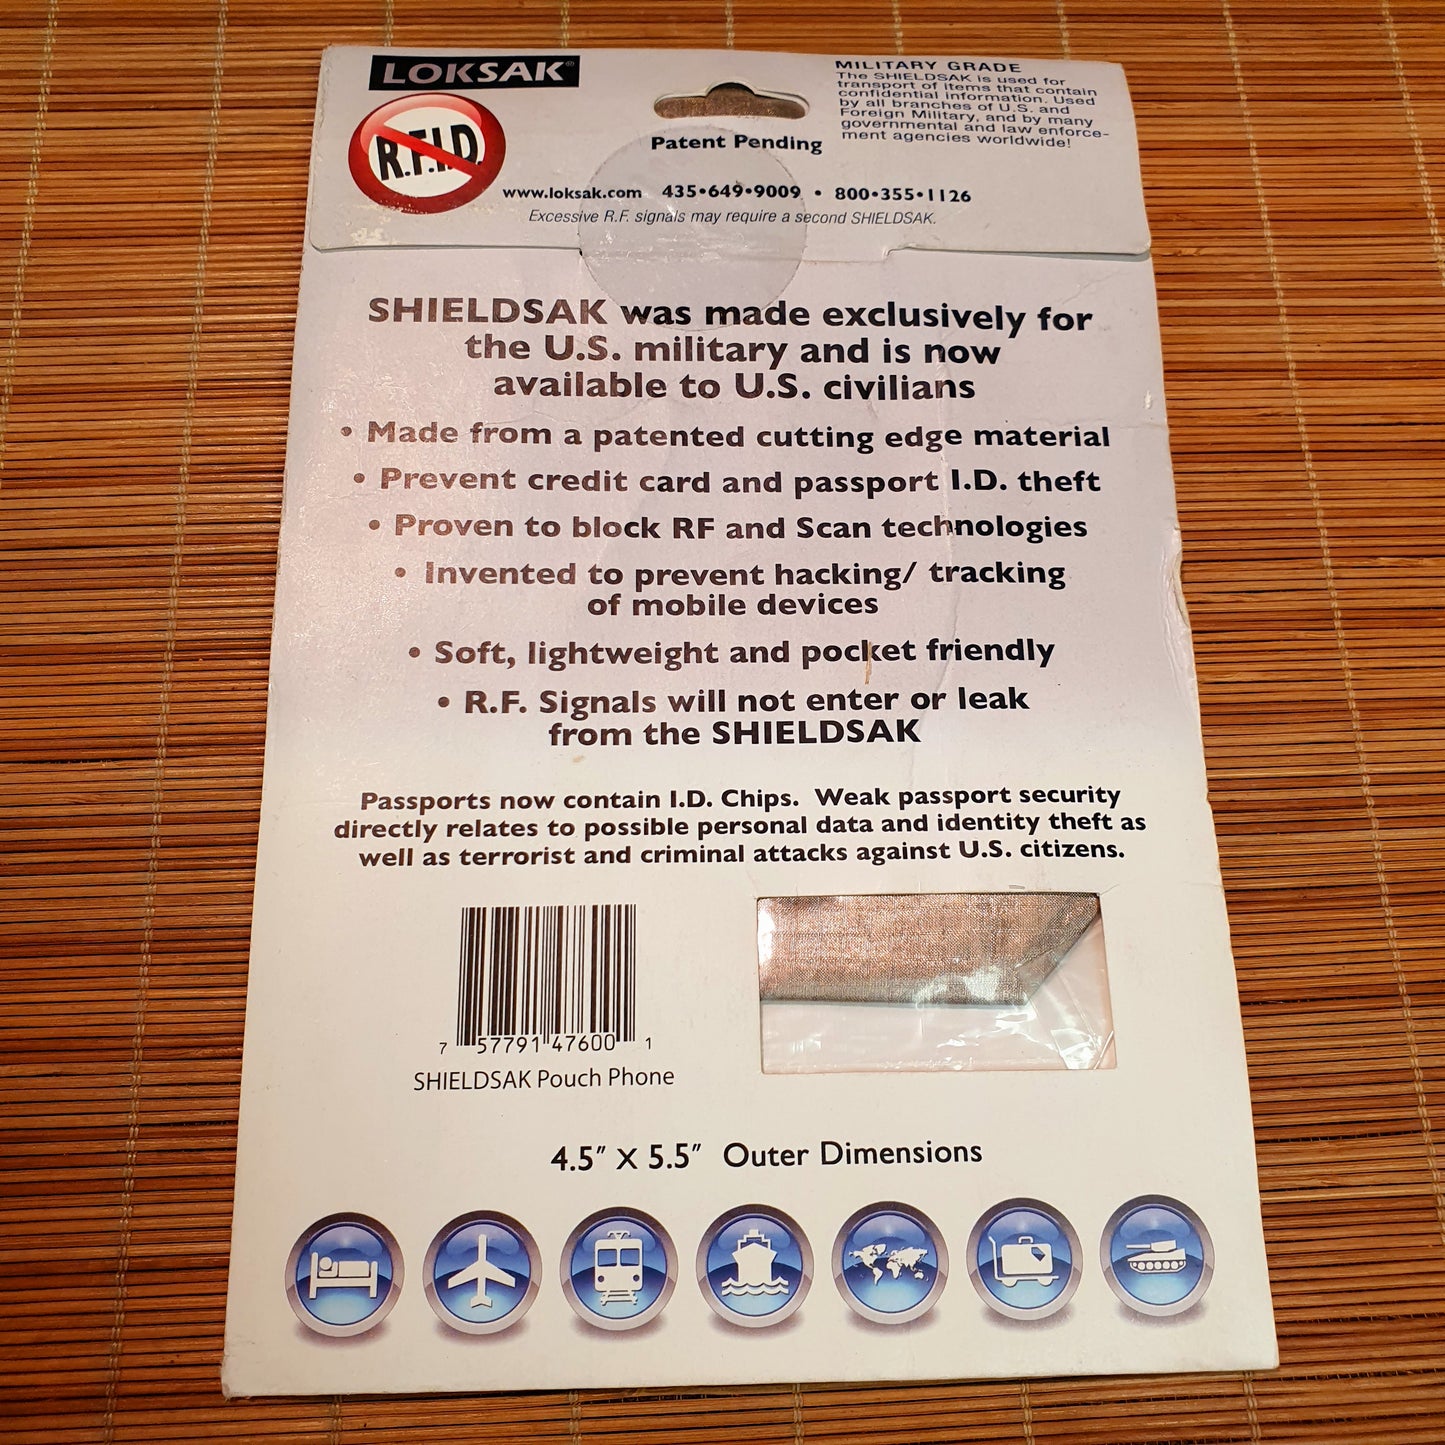 LOKSAK®
R.F.I.D.
Patent Pending
MILITARY GRADE
The SHIELDSAK is used for
transport of items that contain
confidential information. Used
by all branches of U.S. and
Foreign Military, and by many
governmental and law enforce-
ment agencies worldwide!
www.loksak.com 435•649•9009 • 800•355•1126
Excessive R.F. signals may require a second SHIELDSAK.
SHIELDSAK was made exclusively for
the U.S. military and is now
available to U.S. civilians
• Made from a patented cutting edge material
• Prevent credit card and passport I.D. theft
• Proven to block RF and Scan technologies
• Invented to prevent hacking/ tracking
of mobile devices
• Soft, lightweight and pocket friendly
• R.F. Signals will not enter or leak
from the SHIELDSAK
Passports now contain I.D. Chips. Weak passport security
directly relates to possible personal data and identity theft as
well as terrorist and criminal attacks against U.S. citizens.
7 57791 47600 1
SHIELDSAK Pouch Phone
4.5" X 5.5" Outer Dimensions